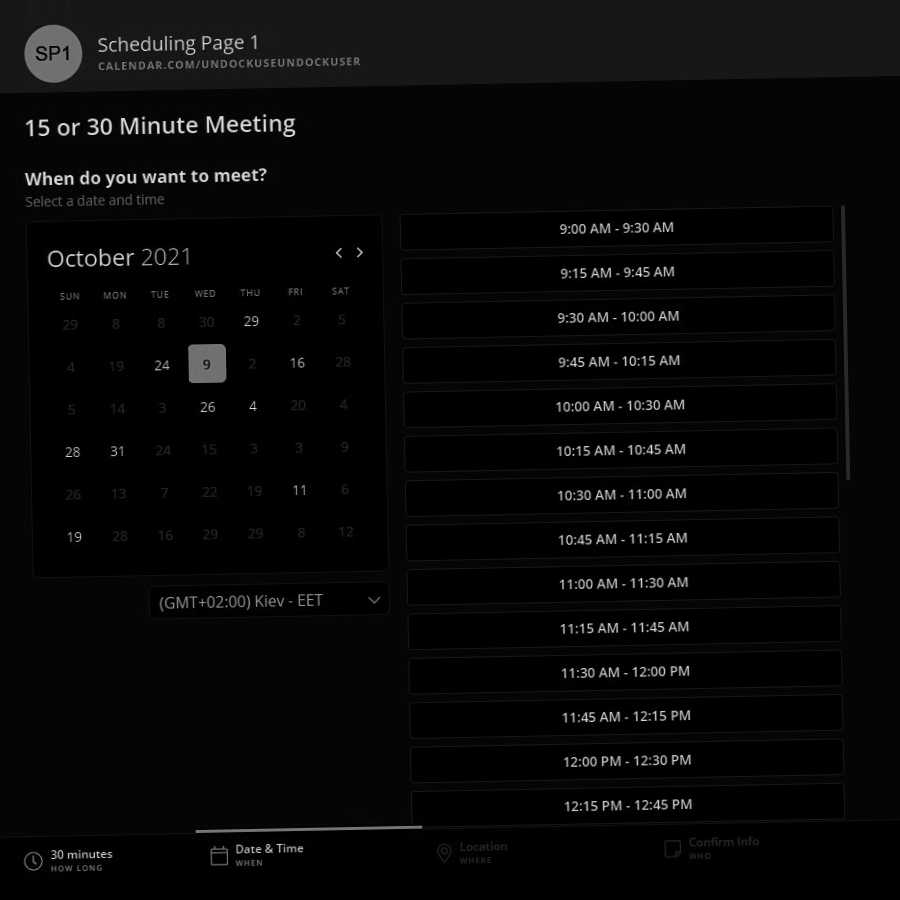 SP1
Scheduling Page 1
CALENDAR.COM/UNDOCKUSEUNDOCKUSER
15 or 30 Minute Meeting
When do you want to meet?
Select a date and time
October 2021
SUN MON TUE WED THU FRI SAT
29 8 8 30 29 2 5
4 19 24 9 2 16 28
5 14 3 26 4 20 4
28 31 24 15 3 3 9
26 13 7 22 19 11 6
19 28 16 29 29 8 12
(GMT+02:00) Kiev - EET
9:00 AM - 9:30 AM
9:15 AM - 9:45 AM
9:30 AM - 10:00 AM
9:45 AM - 10:15 AM
10:00 AM - 10:30 AM
10:15 AM - 10:45 AM
10:30 AM - 11:00 AM
10:45 AM - 11:15 AM
11:00 AM - 11:30 AM
11:15 AM - 11:45 AM
11:30 AM - 12:00 PM
11:45 AM - 12:15 PM
12:00 PM - 12:30 PM
12:15 PM - 12:45 PM
30 minutes
HOW LONG
Date & Time
WHEN
Location
WHERE
Confirm Info
WHO